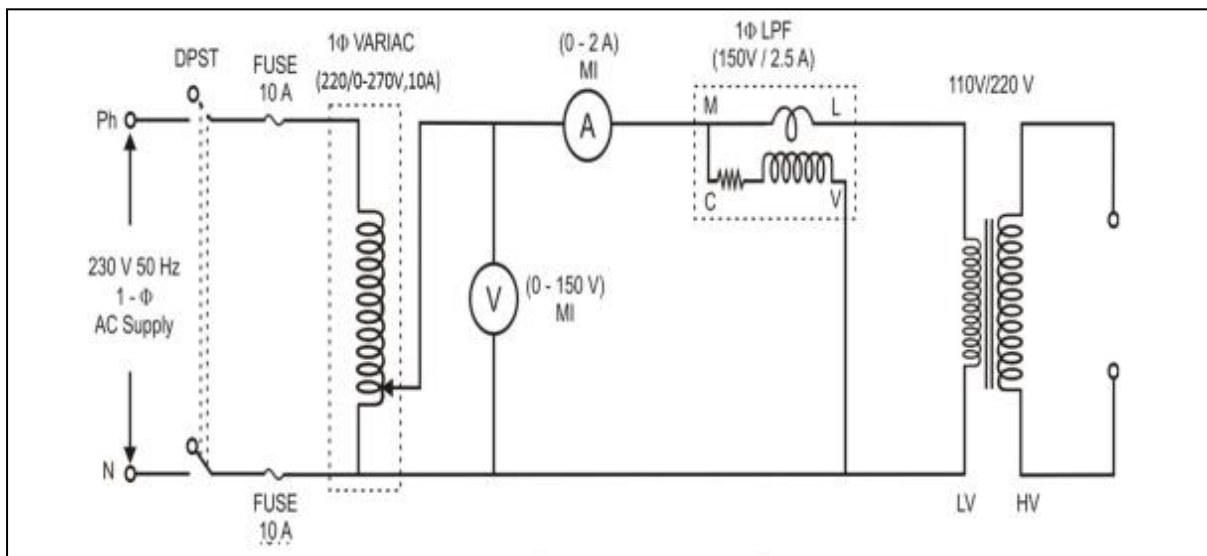 DPST
FUSE
10 A
1Φ VARIAC
(220/0-270V,10A)
(0 - 2 A)
MI
1Φ LPF
(150V / 2.5 A)
110V/220 V
Ph
A
M
L
C
V
230 V 50 Hz
1 - Φ
AC Supply
V
(0 - 150 V)
MI
N
FUSE
10 A
LV
HV